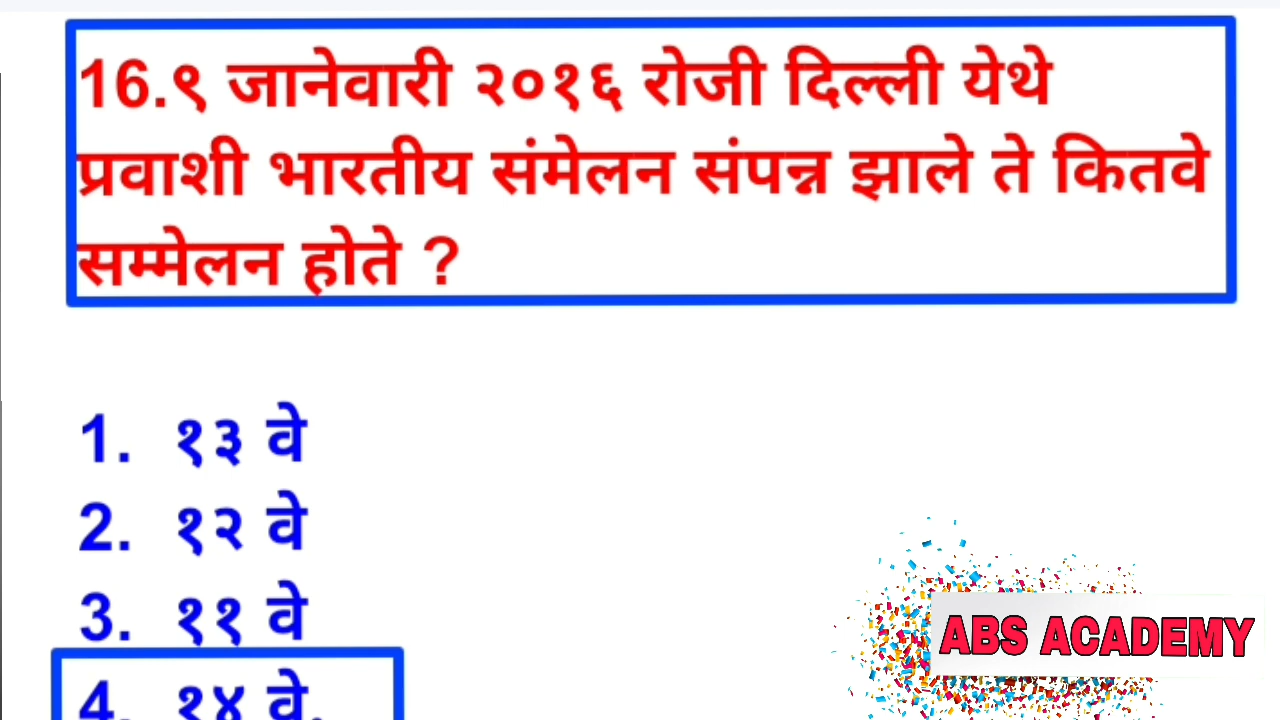 16.९ जानेवारी २०१६ रोजी दिल्ली येथे
प्रवाशी भारतीय संमेलन संपन्न झाले ते कितवे
सम्मेलन होते ?
1. १३ वे
2. १२ वे
3. ११ वे
4. १४ वे.
ABS ACADEMY